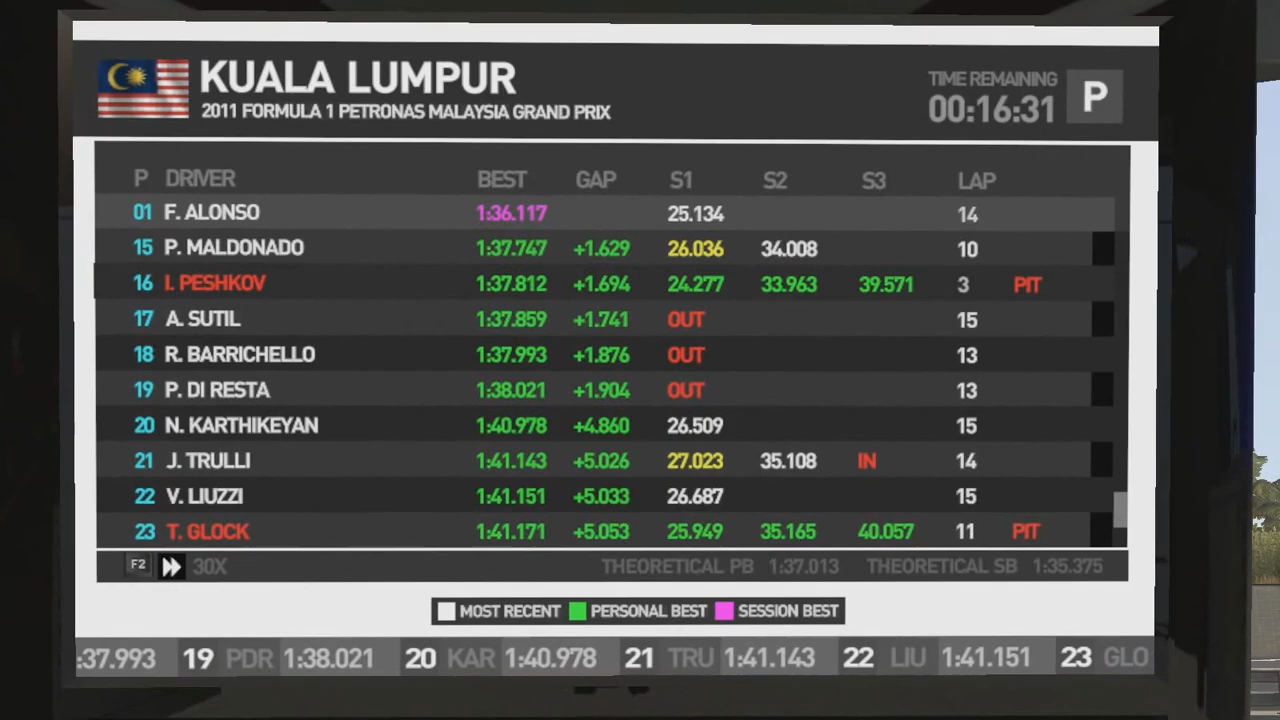 KUALA LUMPUR
2011 FORMULA 1 PETRONAS MALAYSIA GRAND PRIX
TIME REMAINING
00:16:31
P
P DRIVER BEST GAP S1 S2 S3 LAP
01 F. ALONSO 1:36.117 25.134 14
15 P. MALDONADO 1:37.747 +1.629 26.036 34.008 10
16 I. PESHKOV 1:37.812 +1.694 24.277 33.963 39.571 3 PIT
17 A. SUTIL 1:37.859 +1.741 OUT 15
18 R. BARRICHELLO 1:37.993 +1.876 OUT 13
19 P. DI RESTA 1:38.021 +1.904 OUT 13
20 N. KARTHIKEYAN 1:40.978 +4.860 26.509 15
21 J. TRULLI 1:41.143 +5.026 27.023 35.108 IN 14
22 V. LIUZZI 1:41.151 +5.033 26.687 15
23 T. GLOCK 1:41.171 +5.053 25.949 35.165 40.057 11 PIT
F2 30X THEORETICAL PB 1:37.013 THEORETICAL SB 1:35.375
MOST RECENT PERSONAL BEST SESSION BEST
:37.993 19 PDR 1:38.021 20 KAR 1:40.978 21 TRU 1:41.143 22 LIU 1:41.151 23 GLO